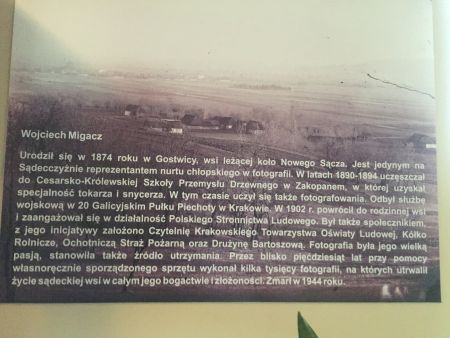 Wojciech Migacz
Urodził się w 1874 roku w Gostwicy, wsi leżącej koło Nowego Sącza. Jest jedynym na
Sądecczyźnie reprezentantem nurtu chłopskiego w fotografii. W latach 1890-1894 uczęszczał
do Cesarsko-Królewskiej Szkoły Przemysłu Drzewnego w Zakopanem, w której uzyskał
specjalność tokarza i snycerza. W tym czasie uczył się także fotografowania. Odbył służbę
wojskową w 20 Galicyjskim Pułku Piechoty w Krakowie. W 1902 r. powrócił do rodzinnej wsi
i zaangażował się w działalność Polskiego Stronnictwa Ludowego. Był także społecznikiem,
z jego inicjatywy założono Czytelnię Krakowskiego Towarzystwa Oświaty Ludowej, Kółko
Rolnicze, Ochotniczą Straż Pożarną oraz Drużynę Bartoszową. Fotografia była jego wielką
pasją, stanowiła także źródło utrzymania. Przez blisko pięćdziesiąt lat przy pomocy
własnoręcznie sporządzonego sprzętu wykonał kilka tysięcy fotografii, na których utrwalił
życie sądeckiej wsi w całym jego bogactwie i złożoności. Zmarł w 1944 roku.